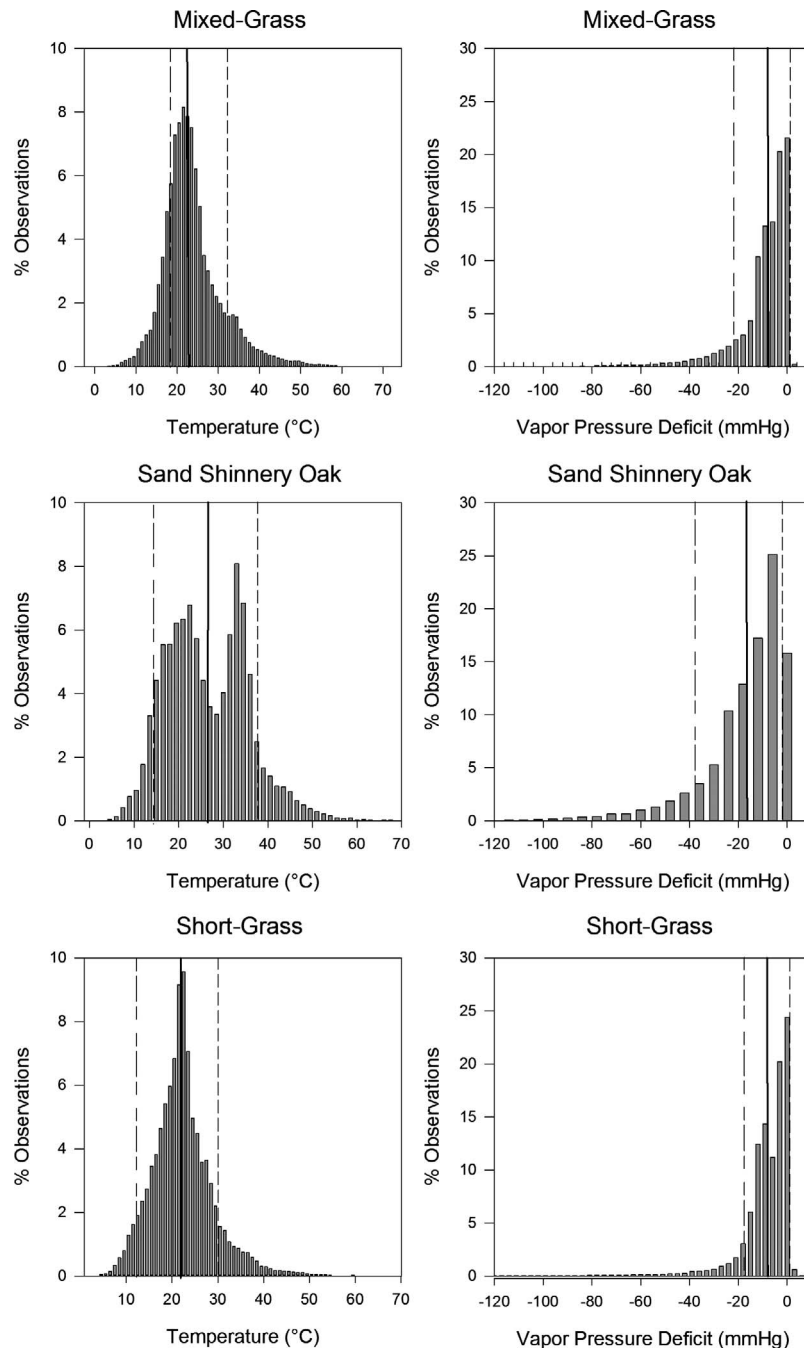 Mixed-Grass
10
8
6
4
2
0
% Observations
0 10 20 30 40 50 60 70
Temperature (°C)
Mixed-Grass
30
25
20
15
10
5
0
% Observations
-120 -100 -80 -60 -40 -20 0
Vapor Pressure Deficit (mmHg)
Sand Shinnery Oak
10
8
6
4
2
0
% Observations
0 10 20 30 40 50 60 70
Temperature (°C)
Sand Shinnery Oak
30
25
20
15
10
5
0
% Observations
-120 -100 -80 -60 -40 -20 0
Vapor Pressure Deficit (mmHg)
Short-Grass
10
8
6
4
2
0
% Observations
10 20 30 40 50 60 70
Temperature (°C)
Short-Grass
30
25
20
15
10
5
0
% Observations
-120 -100 -80 -60 -40 -20 0
Vapor Pressure Deficit (mmHg)